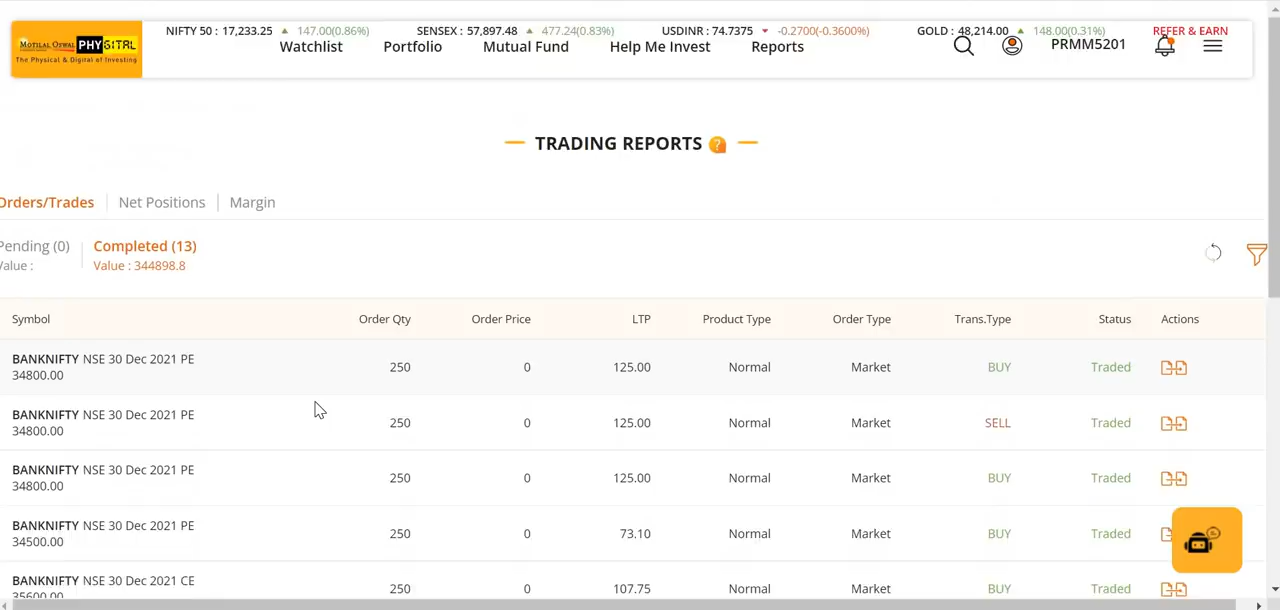 NIFTY 50 : 17,233.25 ▲ 147.00(0.86%) SENSEX : 57,897.48 ▲ 477.24(0.83%) USDINR : 74.7375 ▼ -0.2700(-0.3600%) GOLD : 48,214.00 ▲ 148.00(0.31%) REFER & EARN
MOTILAL OSWAL PHYGITAL
The Physical & Digital of Investing
Watchlist Portfolio Mutual Fund Help Me Invest Reports PRMM5201
TRADING REPORTS ?
Orders/Trades Net Positions Margin
Pending (0) Completed (13)
Value : Value : 344898.8
Symbol Order Qty Order Price LTP Product Type Order Type Trans.Type Status Actions
BANKNIFTY NSE 30 Dec 2021 PE
34800.00 250 0 125.00 Normal Market BUY Traded
BANKNIFTY NSE 30 Dec 2021 PE
34800.00 250 0 125.00 Normal Market SELL Traded
BANKNIFTY NSE 30 Dec 2021 PE
34800.00 250 0 125.00 Normal Market BUY Traded
BANKNIFTY NSE 30 Dec 2021 PE
34500.00 250 0 73.10 Normal Market BUY Traded
BANKNIFTY NSE 30 Dec 2021 CE
35600.00 250 0 107.75 Normal Market BUY Traded